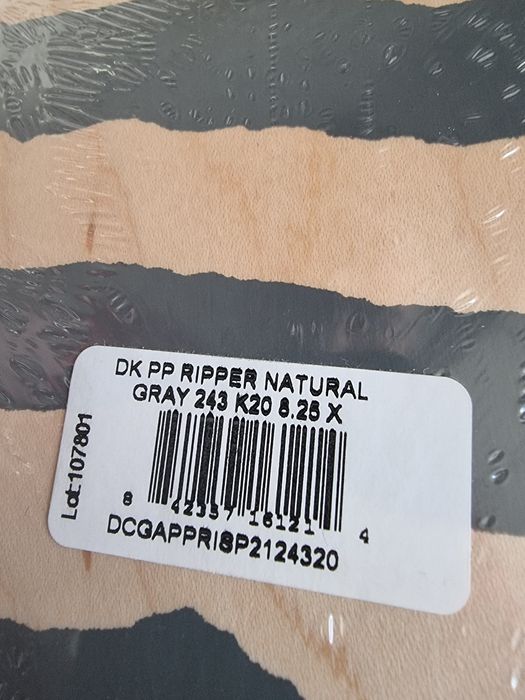 DK PP RIPPER NATURAL
GRAY 243 K20 8.25 X
Lot:107801
8 42357 16121 4
DCGAPPRISP2124320